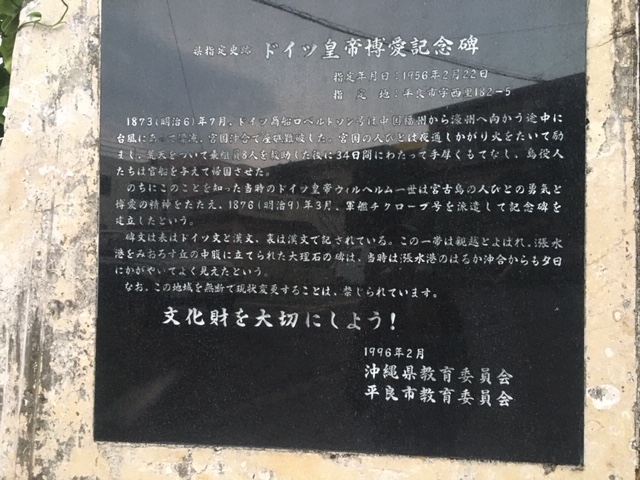 県指定史跡 ドイツ皇帝博愛記念碑
指定年月日:1956年2月22日
指 定 地:平良市字西里182-5
1873(明治6)年7月、ドイツ商船ロベルトソン号は中国福州から濠州へ向かう途中に
台風にあって漂流、宮国沖合で座礁難破した。宮国の人びとは夜通しかがり火をたいて励
まし、荒天をついて乗組員8人を救助した後に34日間にわたって手厚くもてなし、島役人
たちは官船を与えて帰国させた。
のちにこのことを知った当時のドイツ皇帝ウィルヘルム一世は宮古島の人びとの勇気と
博愛の精神をたたえ、1876(明治9)年3月、軍艦チクロープ号を派遣して記念碑を
建立したという。
碑文は表はドイツ文と漢文、裏は漢文で記されている。この一帯は親越とよばれ、漲水
港をみおろす丘の中腹に立てられた大理石の碑は、当時は漲水港のはるか沖合からも夕日
にかがやいてよく見えたという。
なお、この地域を無断で現状変更することは、禁じられています。
文化財を大切にしよう!
1996年2月
沖縄県教育委員会
平良市教育委員会